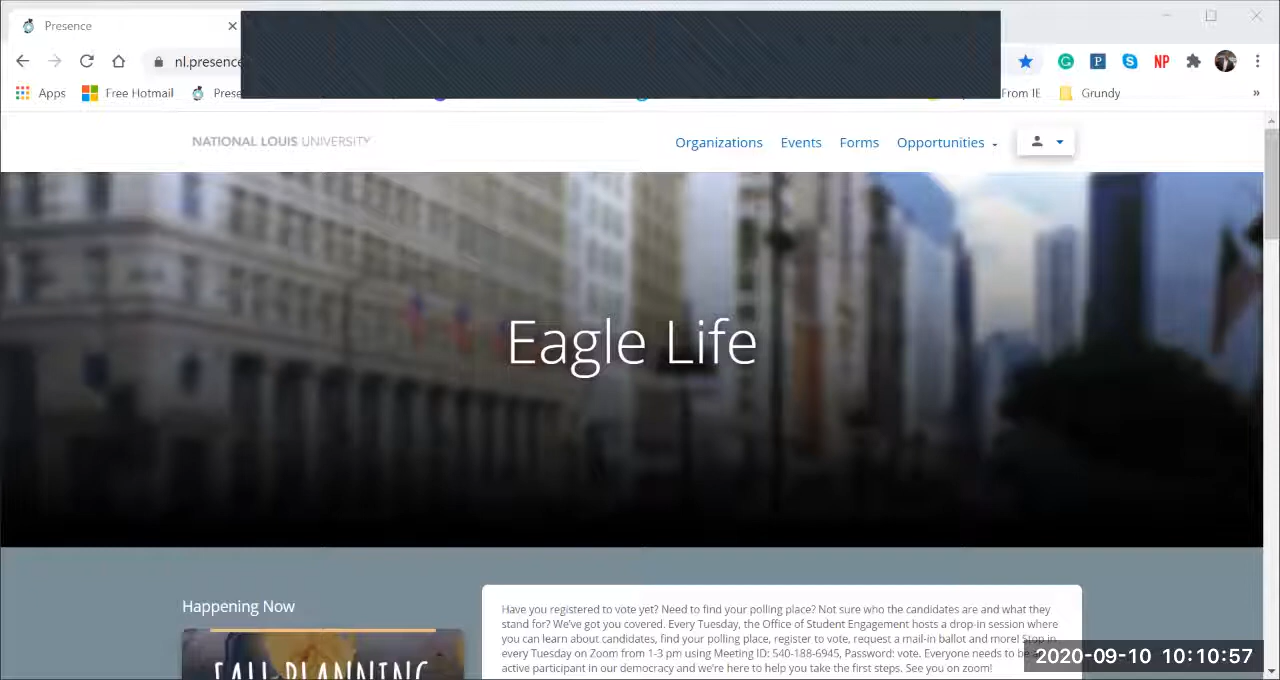 Presence
nl.presence
NP
Apps Free Hotmail Prese From IE Grundy »
NATIONAL LOUIS UNIVERSITY
Organizations Events Forms Opportunities
Eagle Life
Happening Now
FALL PLANNING
Have you registered to vote yet? Need to find your polling place? Not sure who the candidates are and what they
stand for? We've got you covered. Every Tuesday, the Office of Student Engagement hosts a drop-in session where
you can learn about candidates, find your polling place, register to vote, request a mail-in ballot and more! Stop in
every Tuesday on Zoom from 1-3 pm using Meeting ID: 540-188-6945, Password: vote. Everyone needs to be a
active participant in our democracy and we're here to help you take the first steps. See you on zoom!
2020-09-10 10:10:57